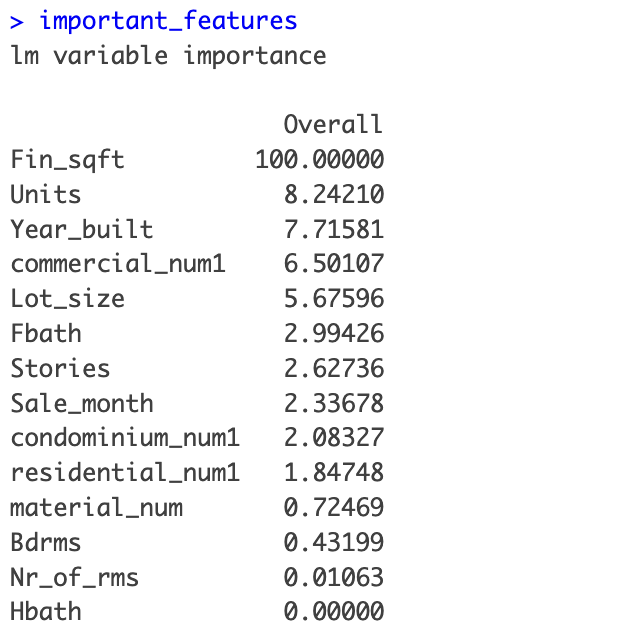 > important_features
lm variable importance
Overall
Fin_sqft 100.00000
Units 8.24210
Year_built 7.71581
commercial_num1 6.50107
Lot_size 5.67596
Fbath 2.99426
Stories 2.62736
Sale_month 2.33678
condominium_num1 2.08327
residential_num1 1.84748
material_num 0.72469
Bdrms 0.43199
Nr_of_rms 0.01063
Hbath 0.00000